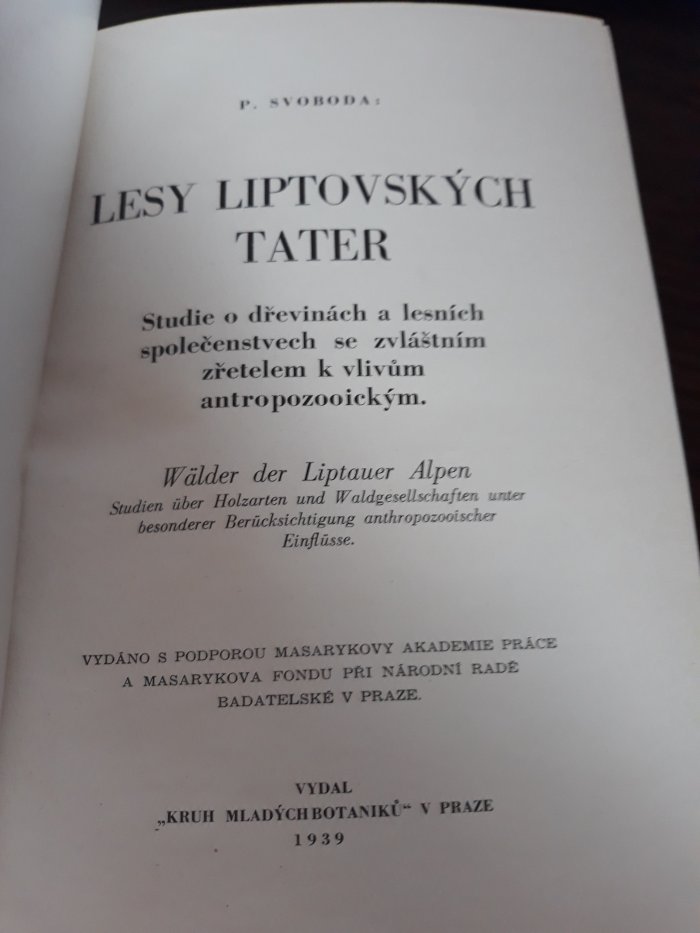 P. SVOBODA:
LESY LIPTOVSKÝCH
TATER
Studie o dřevinách a lesních
společenstvech se zvláštním
zřetelem k vlivům
antropozooickým.
Wälder der Liptauer Alpen
Studien über Holzarten und Waldgesellschaften unter
besonderer Berücksichtigung anthropozooischer
Einflüsse.
VYDÁNO S PODPOROU MASARYKOVY AKADEMIE PRÁCE
A MASARYKOVA FONDU PŘI NÁRODNÍ RADĚ
BADATELSKÉ V PRAZE.
VYDAL
„KRUH MLADÝCH BOTANIKŮ“ V PRAZE
1939